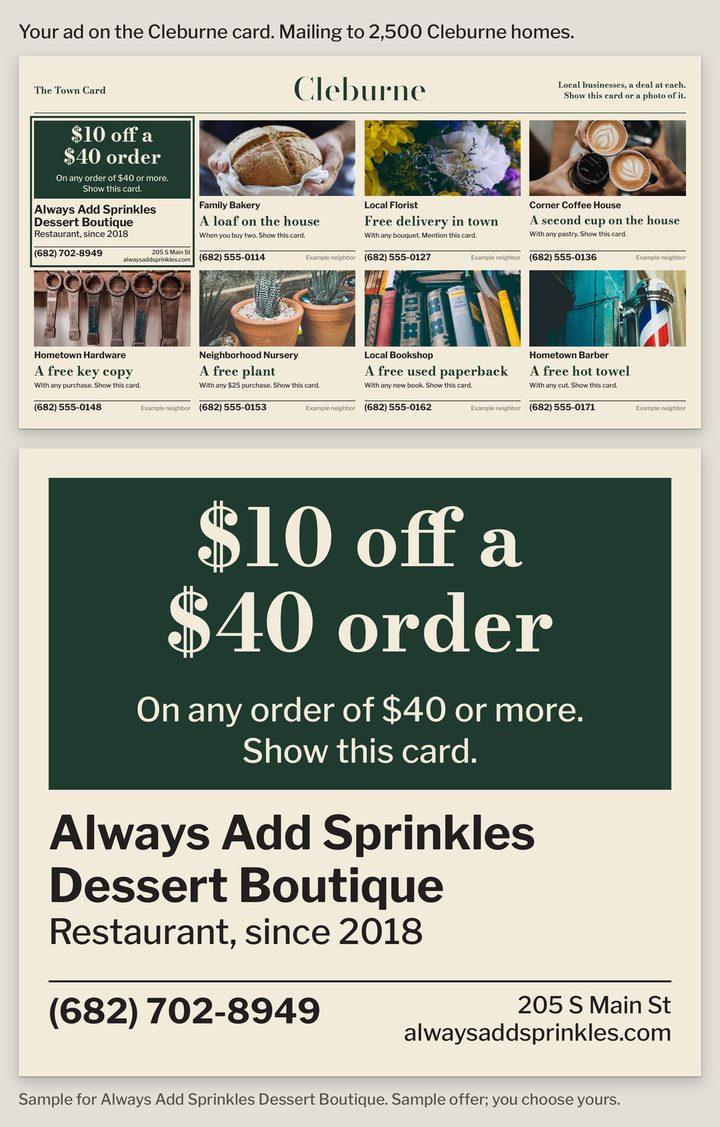 Your ad on the Cleburne card. Mailing to 2,500 Cleburne homes.
The Town Card
Cleburne
Local businesses, a deal at each.
Show this card or a photo of it.
$10 off a
$40 order
On any order of $40 or more.
Show this card.
Always Add Sprinkles
Dessert Boutique
Restaurant, since 2018
(682) 702-8949
205 S Main St
alwaysaddsprinkles.com
Family Bakery
A loaf on the house
When you buy two. Show this card.
(682) 555-0114
Example neighbor
Local Florist
Free delivery in town
With any bouquet. Mention this card.
(682) 555-0127
Example neighbor
Corner Coffee House
A second cup on the house
With any pastry. Show this card.
(682) 555-0136
Example neighbor
Hometown Hardware
A free key copy
With any purchase. Show this card.
(682) 555-0148
Example neighbor
Neighborhood Nursery
A free plant
With any $25 purchase. Show this card.
(682) 555-0153
Example neighbor
Local Bookshop
A free used paperback
With any new book. Show this card.
(682) 555-0162
Example neighbor
Hometown Barber
A free hot towel
With any cut. Show this card.
(682) 555-0171
Example neighbor
$10 off a
$40 order
On any order of $40 or more.
Show this card.
Always Add Sprinkles
Dessert Boutique
Restaurant, since 2018
(682) 702-8949
205 S Main St
alwaysaddsprinkles.com
Sample for Always Add Sprinkles Dessert Boutique. Sample offer; you choose yours.